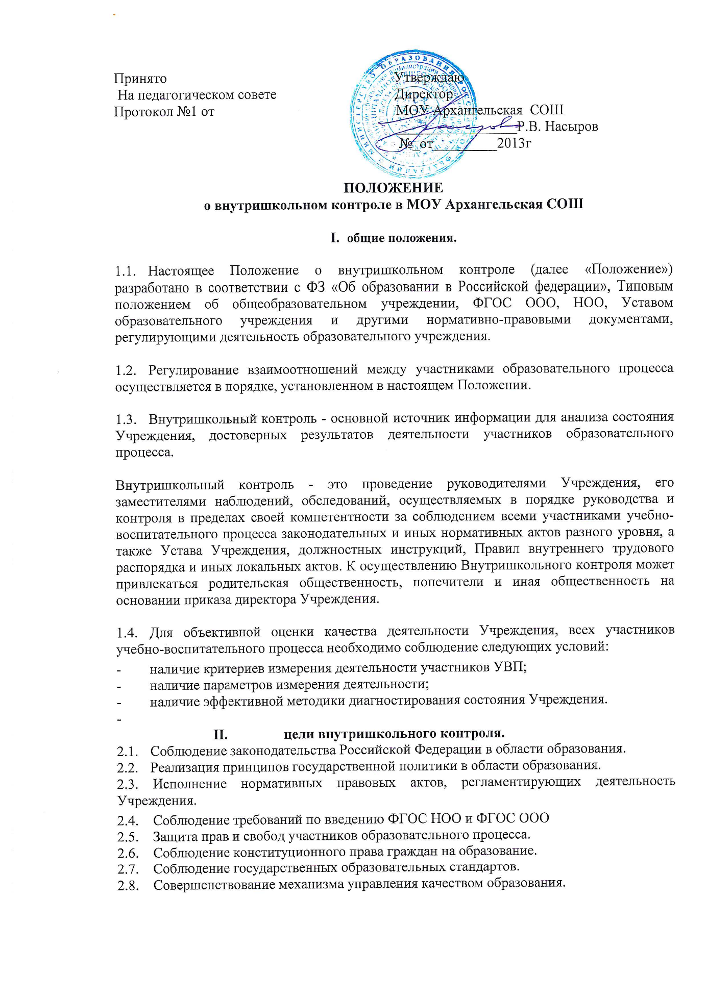 Принято
На педагогическом совете
Протокол №1 от
Утверждаю
Директор
МОУ Архангельская СОШ
_________________Р.В. Насыров
№_от_________2013г
МИНИСТЕРСТВО ОБРАЗОВАНИЯ РОССИЙСКОЙ ФЕДЕРАЦИИ
ПОЛОЖЕНИЕ
о внутришкольном контроле в МОУ Архангельская СОШ
I. общие положения.
1.1. Настоящее Положение о внутришкольном контроле (далее «Положение»)
разработано в соответствии с ФЗ «Об образовании в Российской федерации», Типовым
положением об общеобразовательном учреждении, ФГОС ООО, НОО, Уставом
образовательного учреждения и другими нормативно-правовыми документами,
регулирующими деятельность образовательного учреждения.
1.2. Регулирование взаимоотношений между участниками образовательного процесса
осуществляется в порядке, установленном в настоящем Положении.
1.3. Внутришкольный контроль - основной источник информации для анализа состояния
Учреждения, достоверных результатов деятельности участников образовательного
процесса.
Внутришкольный контроль - это проведение руководителями Учреждения, его
заместителями наблюдений, обследований, осуществляемых в порядке руководства и
контроля в пределах своей компетентности за соблюдением всеми участниками учебно-
воспитательного процесса законодательных и иных нормативных актов разного уровня, а
также Устава Учреждения, должностных инструкций, Правил внутреннего трудового
распорядка и иных локальных актов. К осуществлению Внутришкольного контроля может
привлекаться родительская общественность, попечители и иная общественность на
основании приказа директора Учреждения.
1.4. Для объективной оценки качества деятельности Учреждения, всех участников
учебно-воспитательного процесса необходимо соблюдение следующих условий:
- наличие критериев измерения деятельности участников УВП;
- наличие параметров измерения деятельности;
- наличие эффективной методики диагностирования состояния Учреждения.
-
II. цели внутришкольного контроля.
2.1. Соблюдение законодательства Российской Федерации в области образования.
2.2. Реализация принципов государственной политики в области образования.
2.3. Исполнение нормативных правовых актов, регламентирующих деятельность
Учреждения.
2.4. Соблюдение требований по введению ФГОС НОО и ФГОС ООО
2.5. Защита прав и свобод участников образовательного процесса.
2.6. Соблюдение конституционного права граждан на образование.
2.7. Соблюдение государственных образовательных стандартов.
2.8. Совершенствование механизма управления качеством образования.